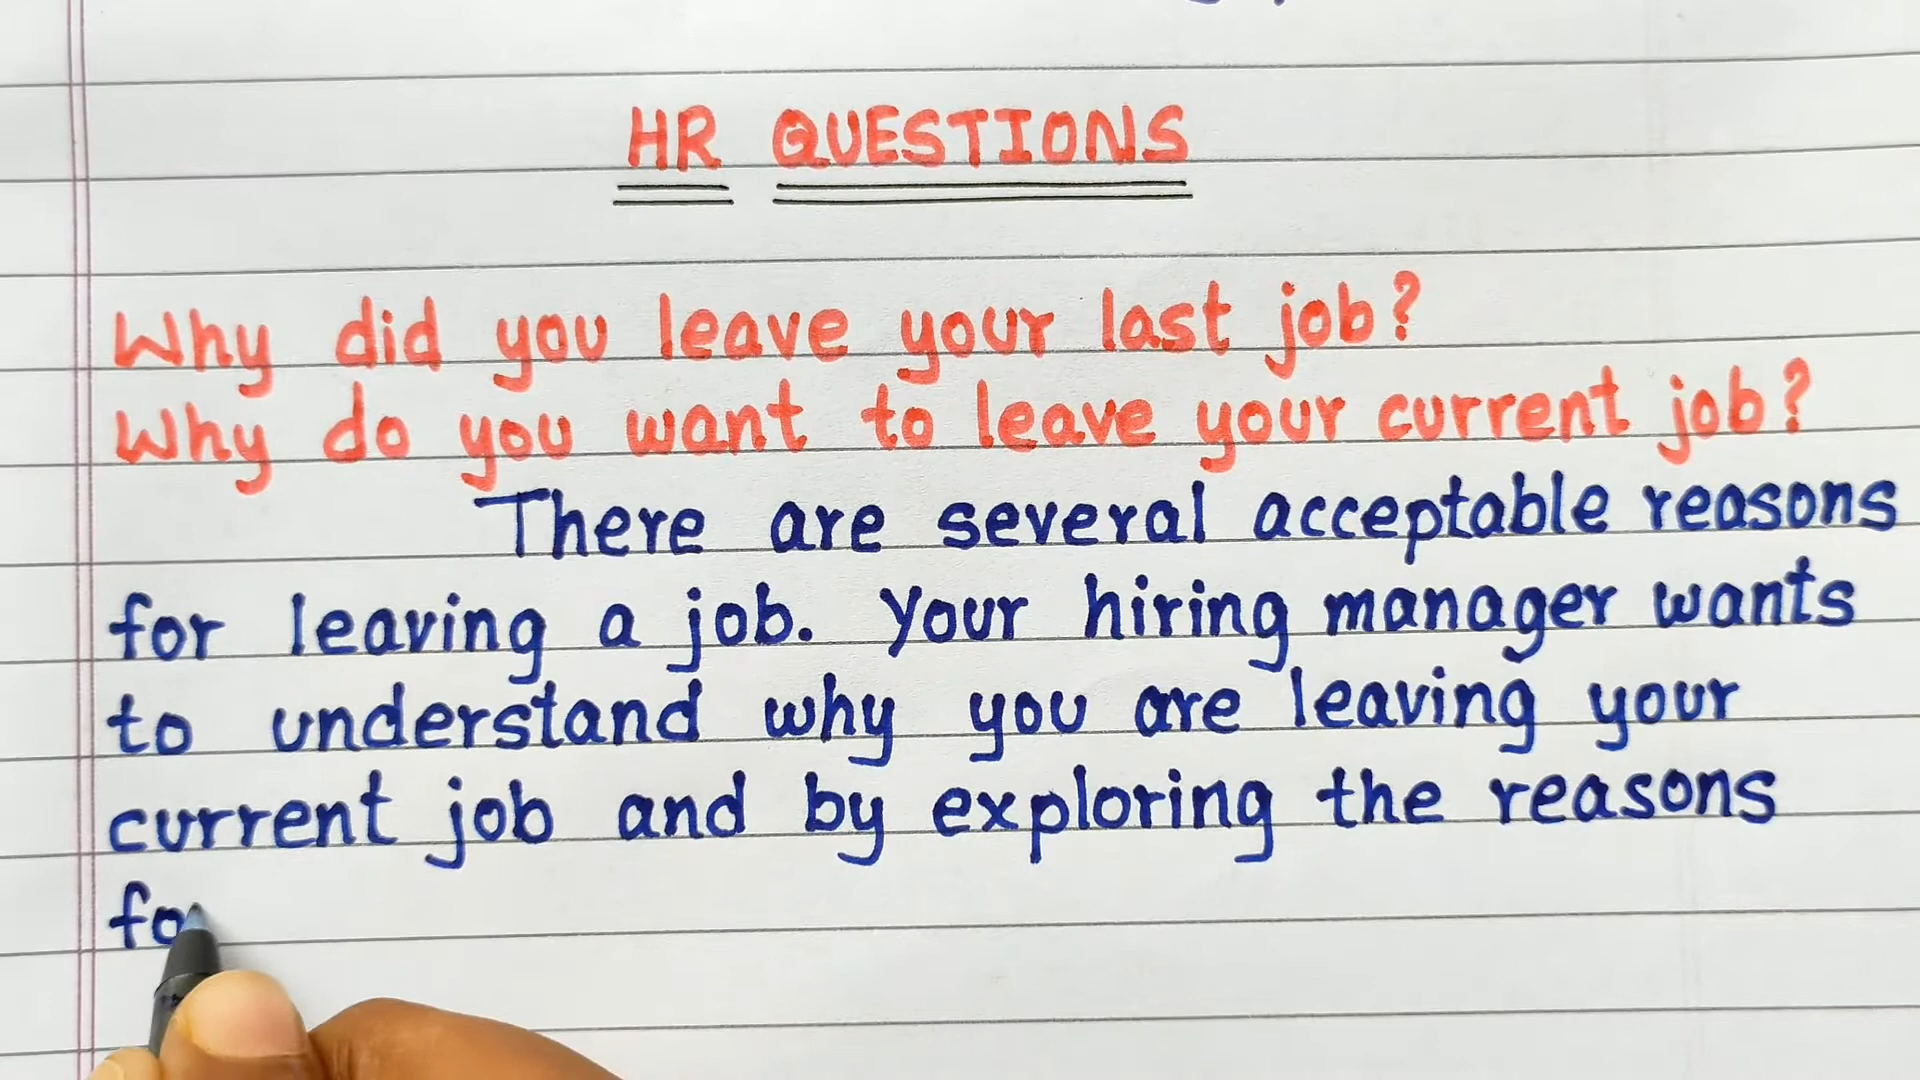 HR QUESTIONS
Why did you leave your last job?
Why do you want to leave your current job?
There are several acceptable reasons
for leaving a job. Your hiring manager wants
to understand why you are leaving your
current job and by exploring the reasons
fo